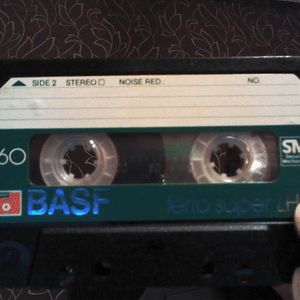 SIDE 2 STEREO NOISE RED. NO.
60 SM
BASF ferro super LH